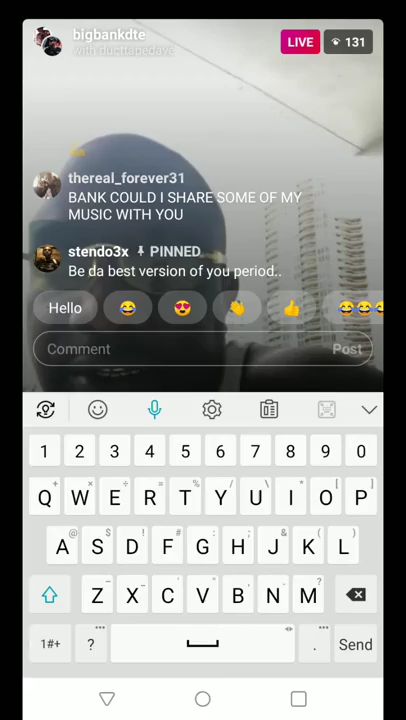 bigbankdte
with ducttapedave
LIVE
131
thereal_forever31
BANK COULD I SHARE SOME OF MY
MUSIC WITH YOU
stendo3x PINNED
Be da best version of you period..
Hello
Comment
Post
1 2 3 4 5 6 7 8 9 0
Q W E R T Y U I O P
A S D F G H J K L
Z X C V B N M
1#+ ? . Send